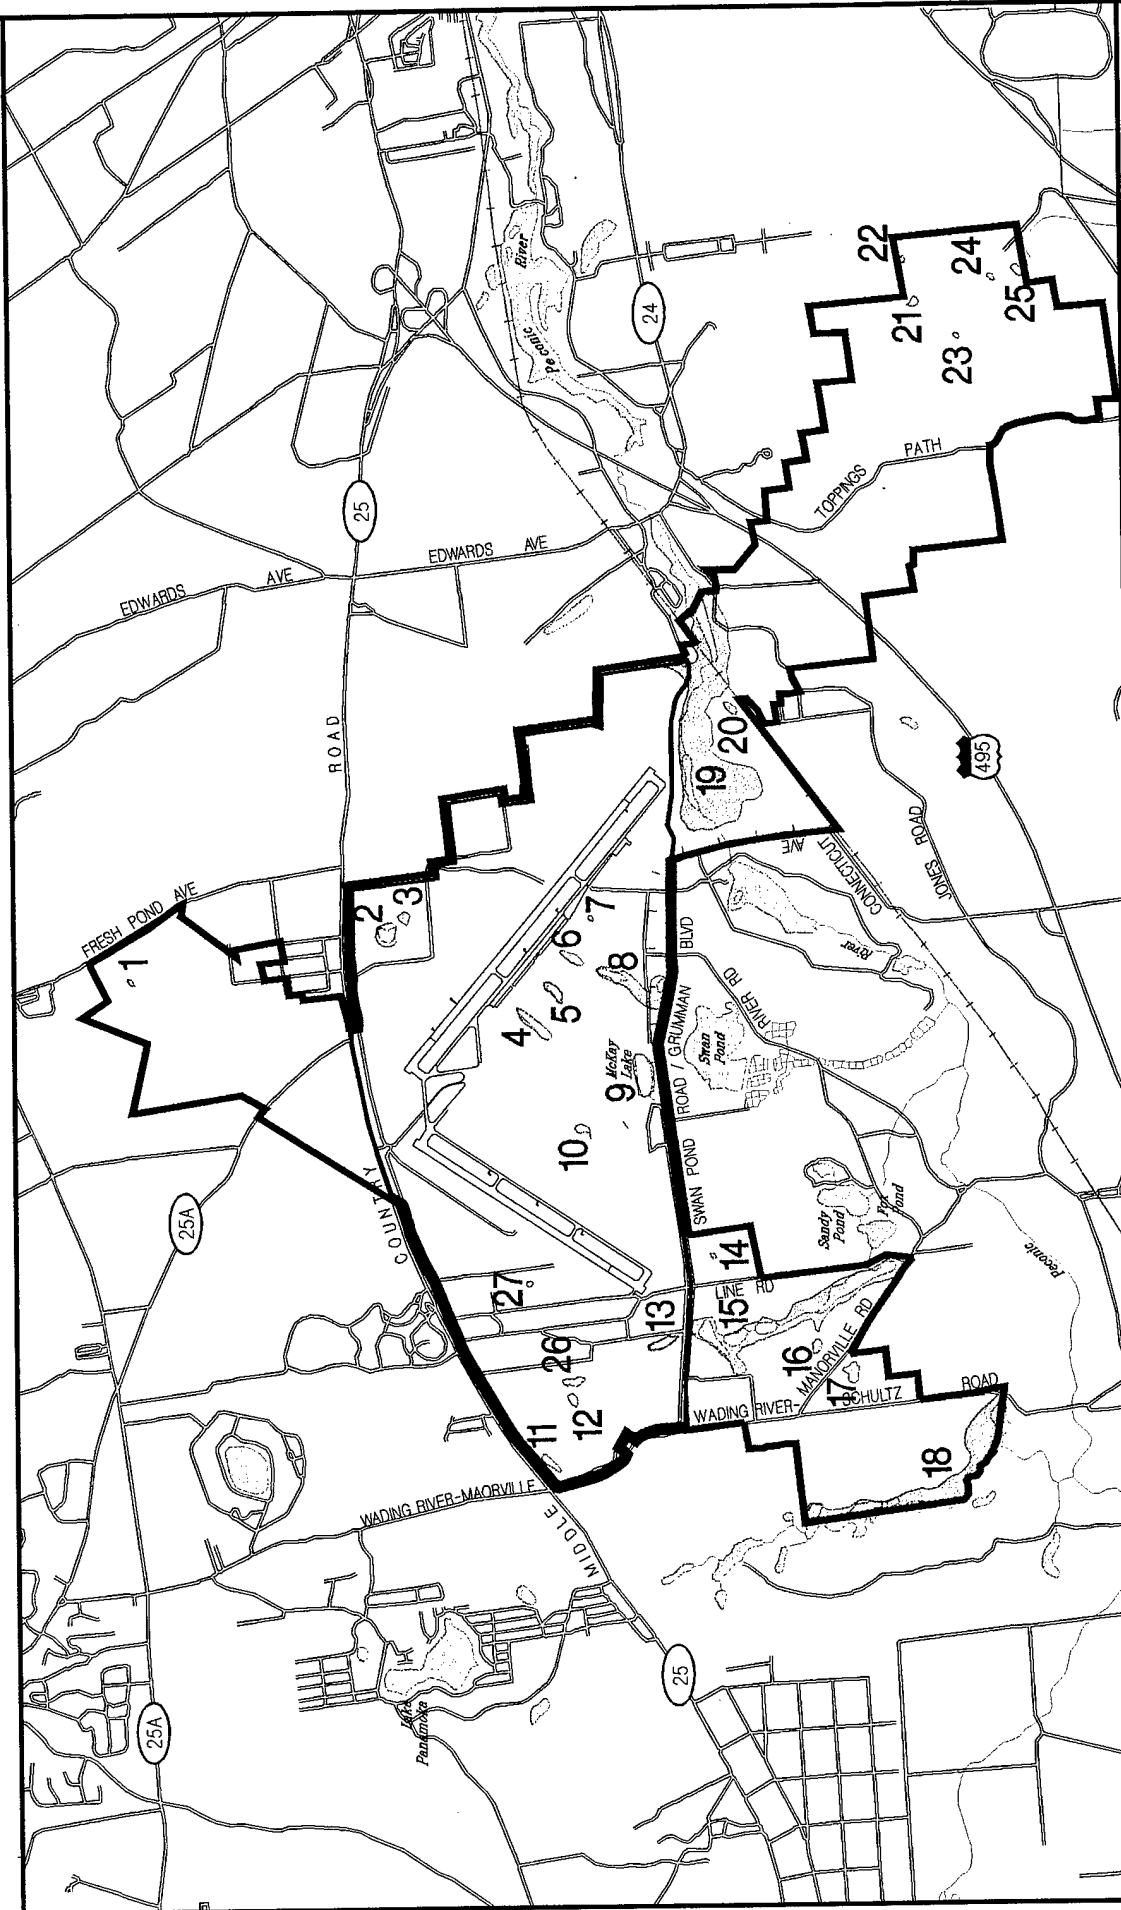 25A
25A
Lake
Panamoka
WADING RIVER-MAORVILLE
MIDDLE
COUNTRY
ROAD
25
25
FRESH POND AVE
EDWARDS
AVE
EDWARDS
AVE
1
2
3
4
5
6
7
8
9
McKay
Lake
10
11
12
26
27
13
SWAN POND
ROAD / GRUMMAN
BLVD
Swan
Pond
RIVER RD
River
CONNECTICUT
AVE
JONES ROAD
14
LINE RD
15
16
17
WADING RIVER-
MANORVILLE RD
SCHULTZ
ROAD
18
Sandy
Pond
Fox
Pond
Peconic
19
20
495
24
Peconic
River
TOPPINGS
PATH
21
22
23
24
25